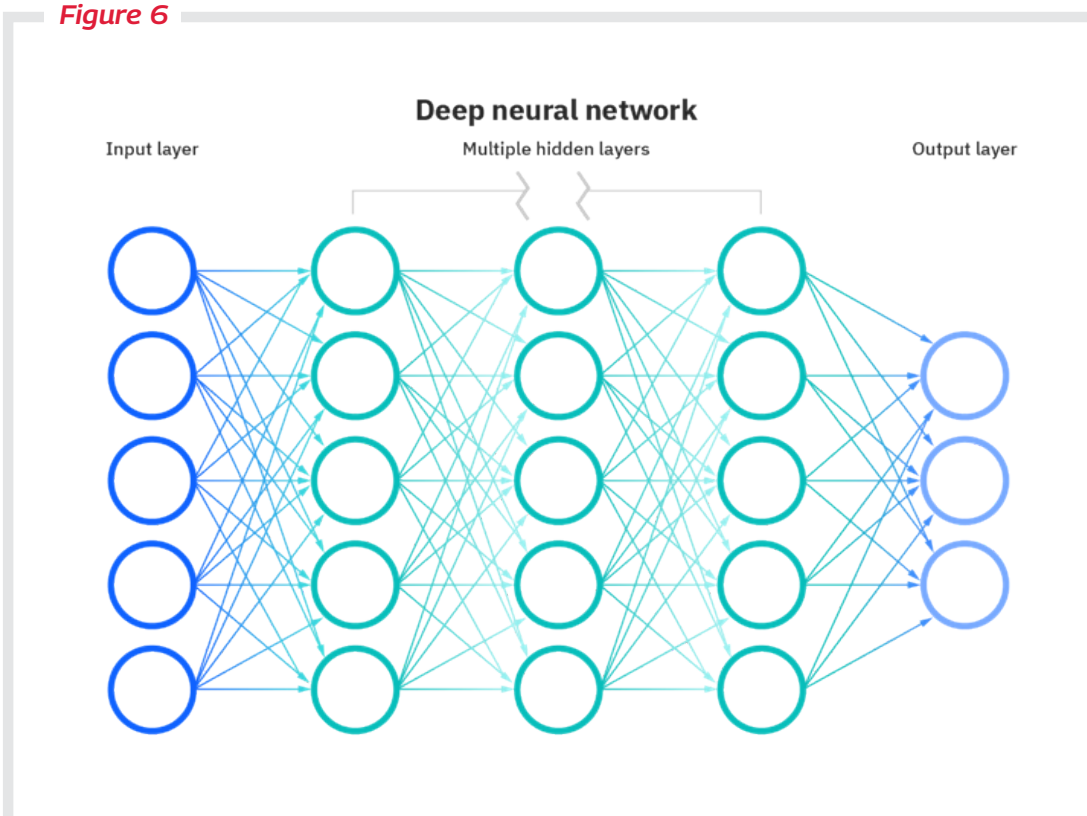 Figure 6
Deep neural network
Input layer
Multiple hidden layers
Output layer